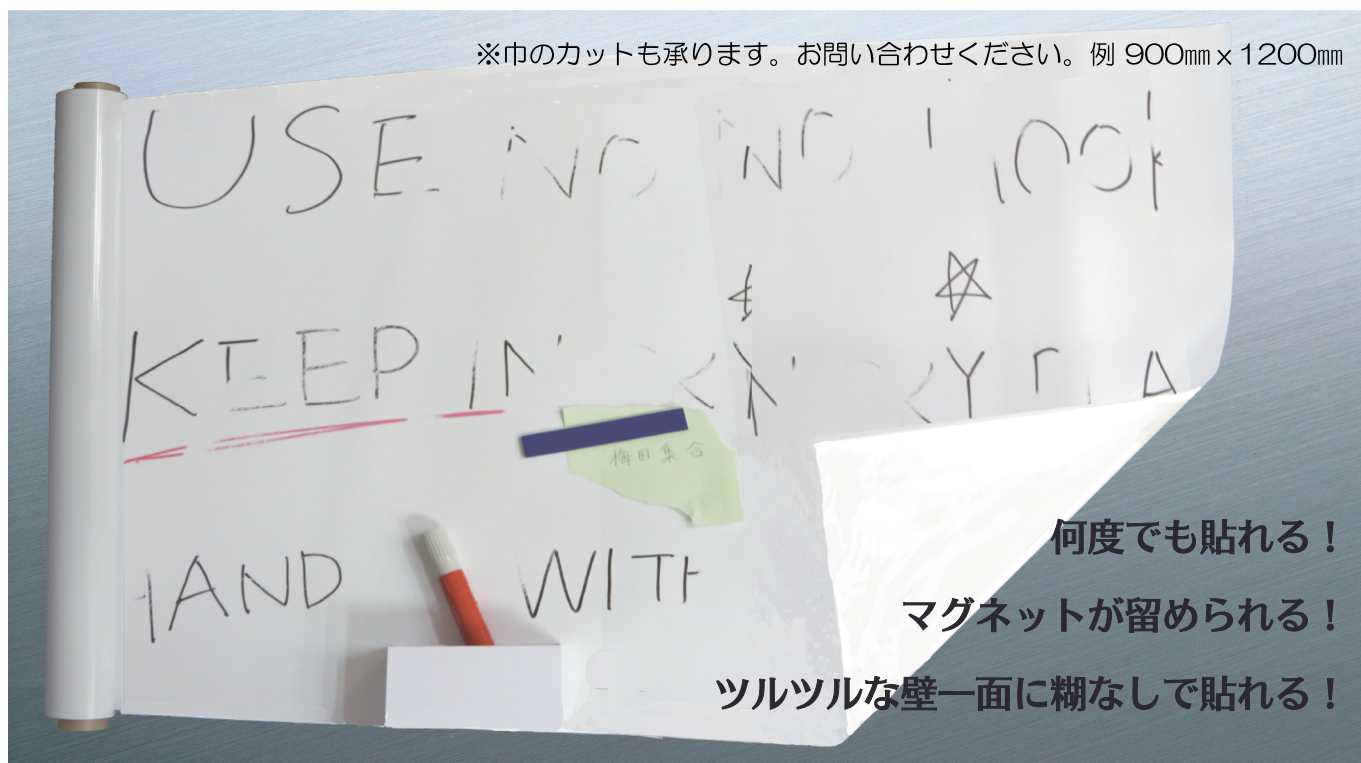 ※巾のカットも承ります。お問い合わせください。例 900㎜ x 1200㎜
USE
KEEP IN
梅田集合
HAND WITH
何度でも貼れる！
マグネットが留められる！
ツルツルな壁一面に糊なしで貼れる！